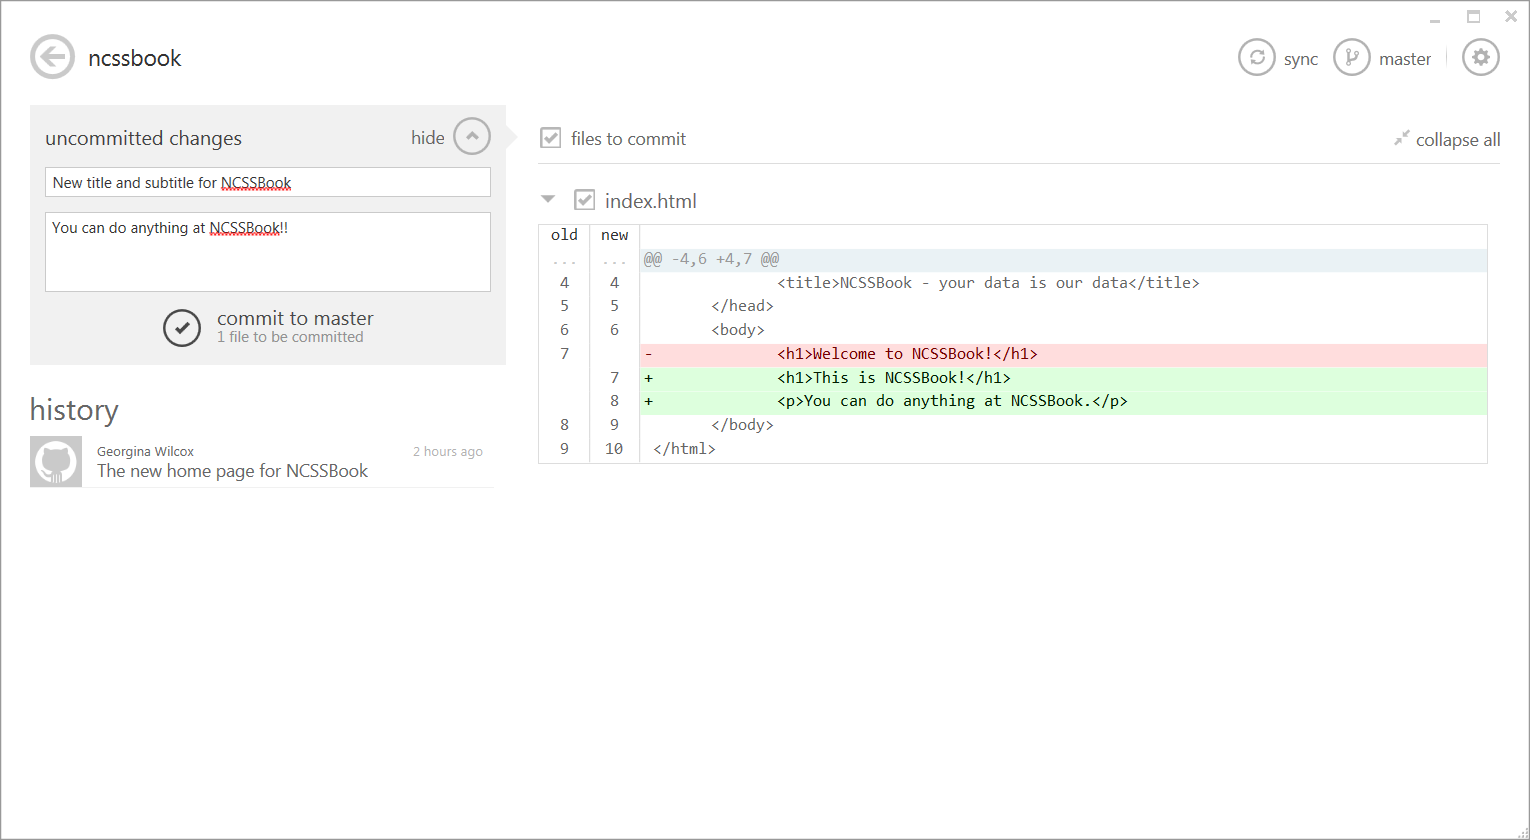 ncssbook
sync master
uncommitted changes hide
New title and subtitle for NCSSBook
You can do anything at NCSSBook!!
commit to master
1 file to be committed
history
Georgina Wilcox 2 hours ago
The new home page for NCSSBook
files to commit collapse all
index.html
old new
... ... @@ -4,6 +4,7 @@
4 4 <title>NCSSBook - your data is our data</title>
5 5 </head>
6 6 <body>
7 - <h1>Welcome to NCSSBook!</h1>
7 + <h1>This is NCSSBook!</h1>
8 + <p>You can do anything at NCSSBook.</p>
8 9 </body>
9 10 </html>